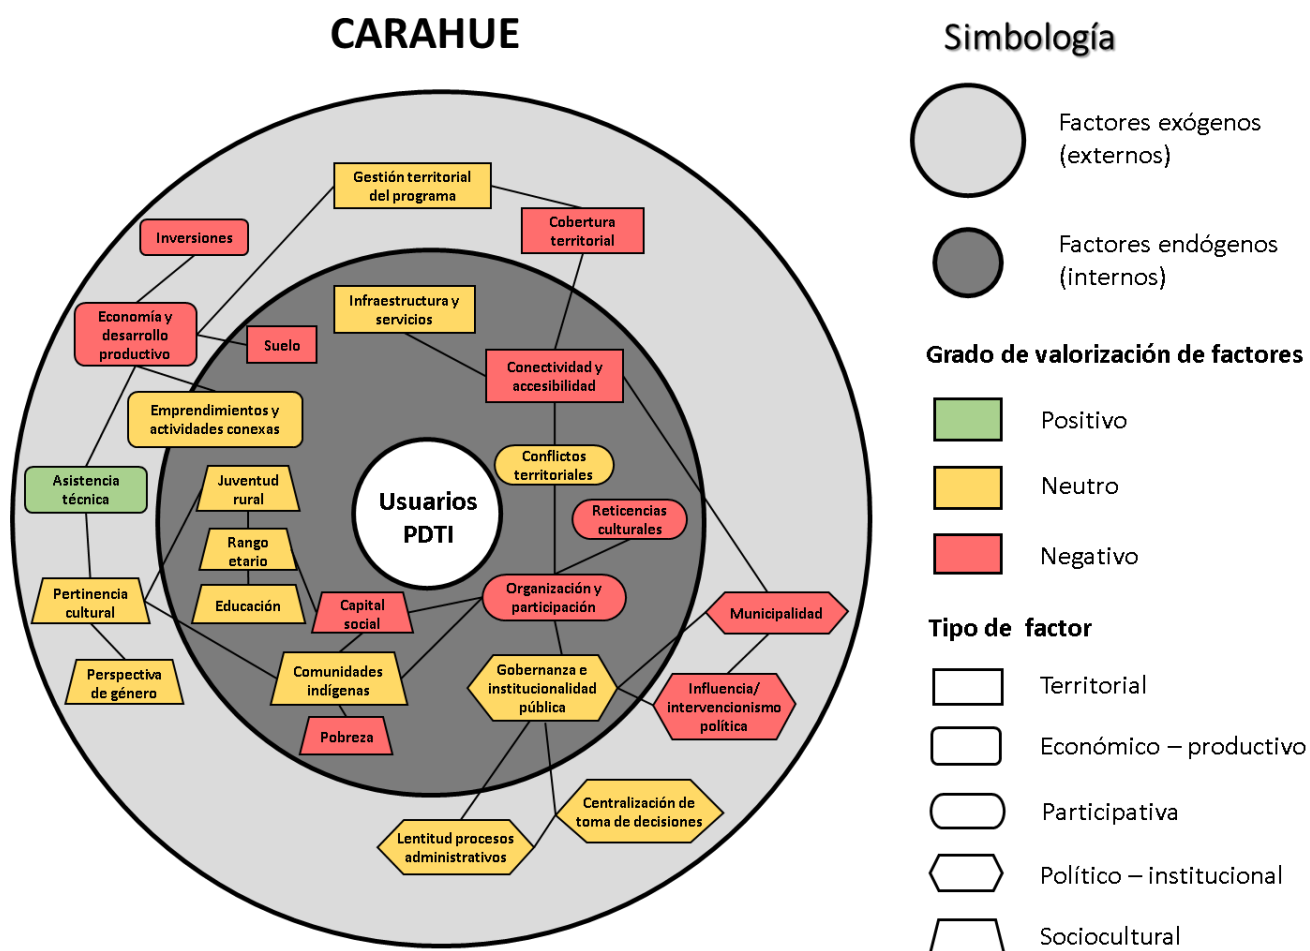 CARAHUE
Gestión territorial
del programa
Cobertura
territorial
Inversiones
Infraestructura y
servicios
Economía y
desarrollo
productivo
Suelo
Conectividad y
accesibilidad
Emprendimientos y
actividades conexas
Conflictos
territoriales
Asistencia
técnica
Juventud
rural
Usuarios
PDTI
Reticencias
culturales
Rango
etario
Pertinencia
cultural
Educación
Capital
social
Organización y
participación
Municipalidad
Perspectiva
de género
Comunidades
indígenas
Gobernanza e
institucionalidad
pública
Influencia/
intervencionismo
política
Pobreza
Centralización de
toma de decisiones
Lentitud procesos
administrativos
Simbología
Factores exógenos
(externos)
Factores endógenos
(internos)
Grado de valorización de factores
Positivo
Neutro
Negativo
Tipo de factor
Territorial
Económico – productivo
Participativa
Político – institucional
Sociocultural